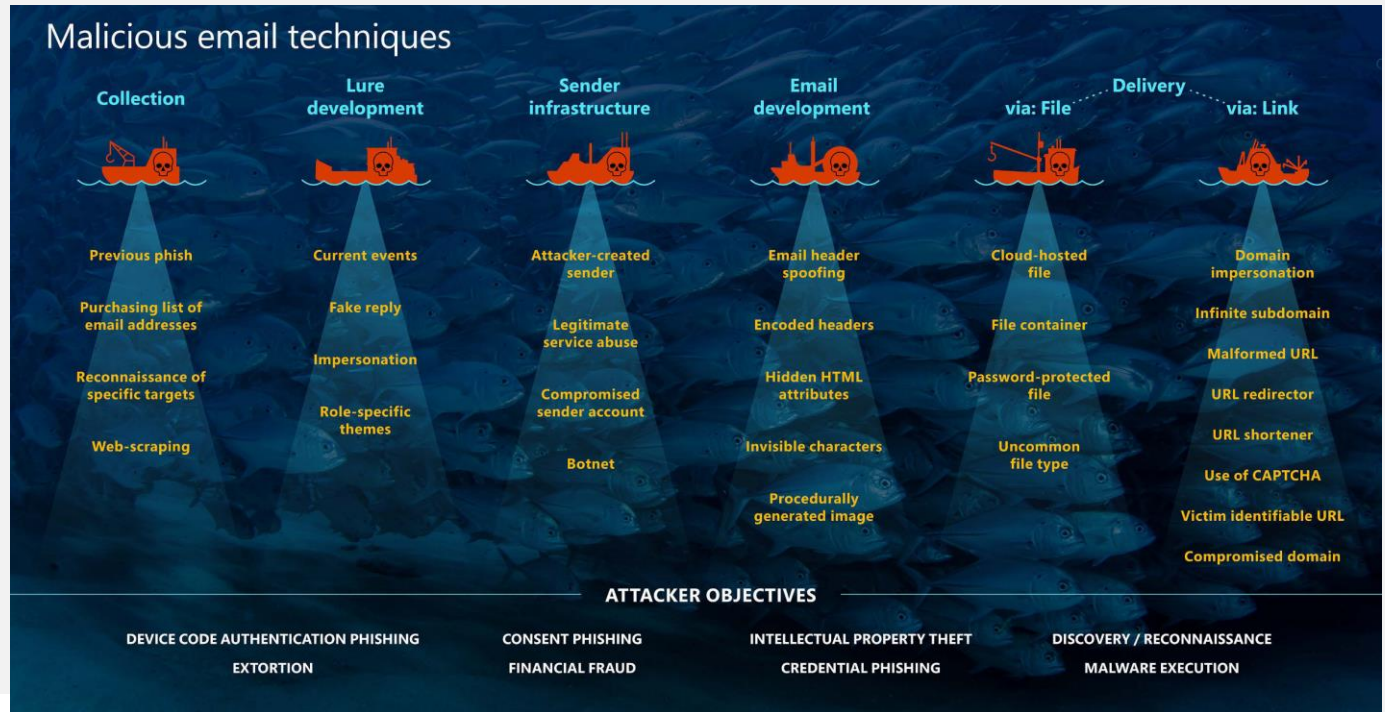 Malicious email techniques
Collection
Lure
development
Sender
infrastructure
Email
development
Delivery
via: File
via: Link
Previous phish
Purchasing list of
email addresses
Reconnaissance of
specific targets
Web-scraping
Current events
Fake reply
Impersonation
Role-specific
themes
Attacker-created
sender
Legitimate
service abuse
Compromised
sender account
Botnet
Email header
spoofing
Encoded headers
Hidden HTML
attributes
Invisible characters
Procedurally
generated image
Cloud-hosted
file
File container
Password-protected
file
Uncommon
file type
Domain
impersonation
Infinite subdomain
Malformed URL
URL redirector
URL shortener
Use of CAPTCHA
Victim identifiable URL
Compromised domain
ATTACKER OBJECTIVES
DEVICE CODE AUTHENTICATION PHISHING
CONSENT PHISHING
INTELLECTUAL PROPERTY THEFT
DISCOVERY / RECONNAISSANCE
EXTORTION
FINANCIAL FRAUD
CREDENTIAL PHISHING
MALWARE EXECUTION